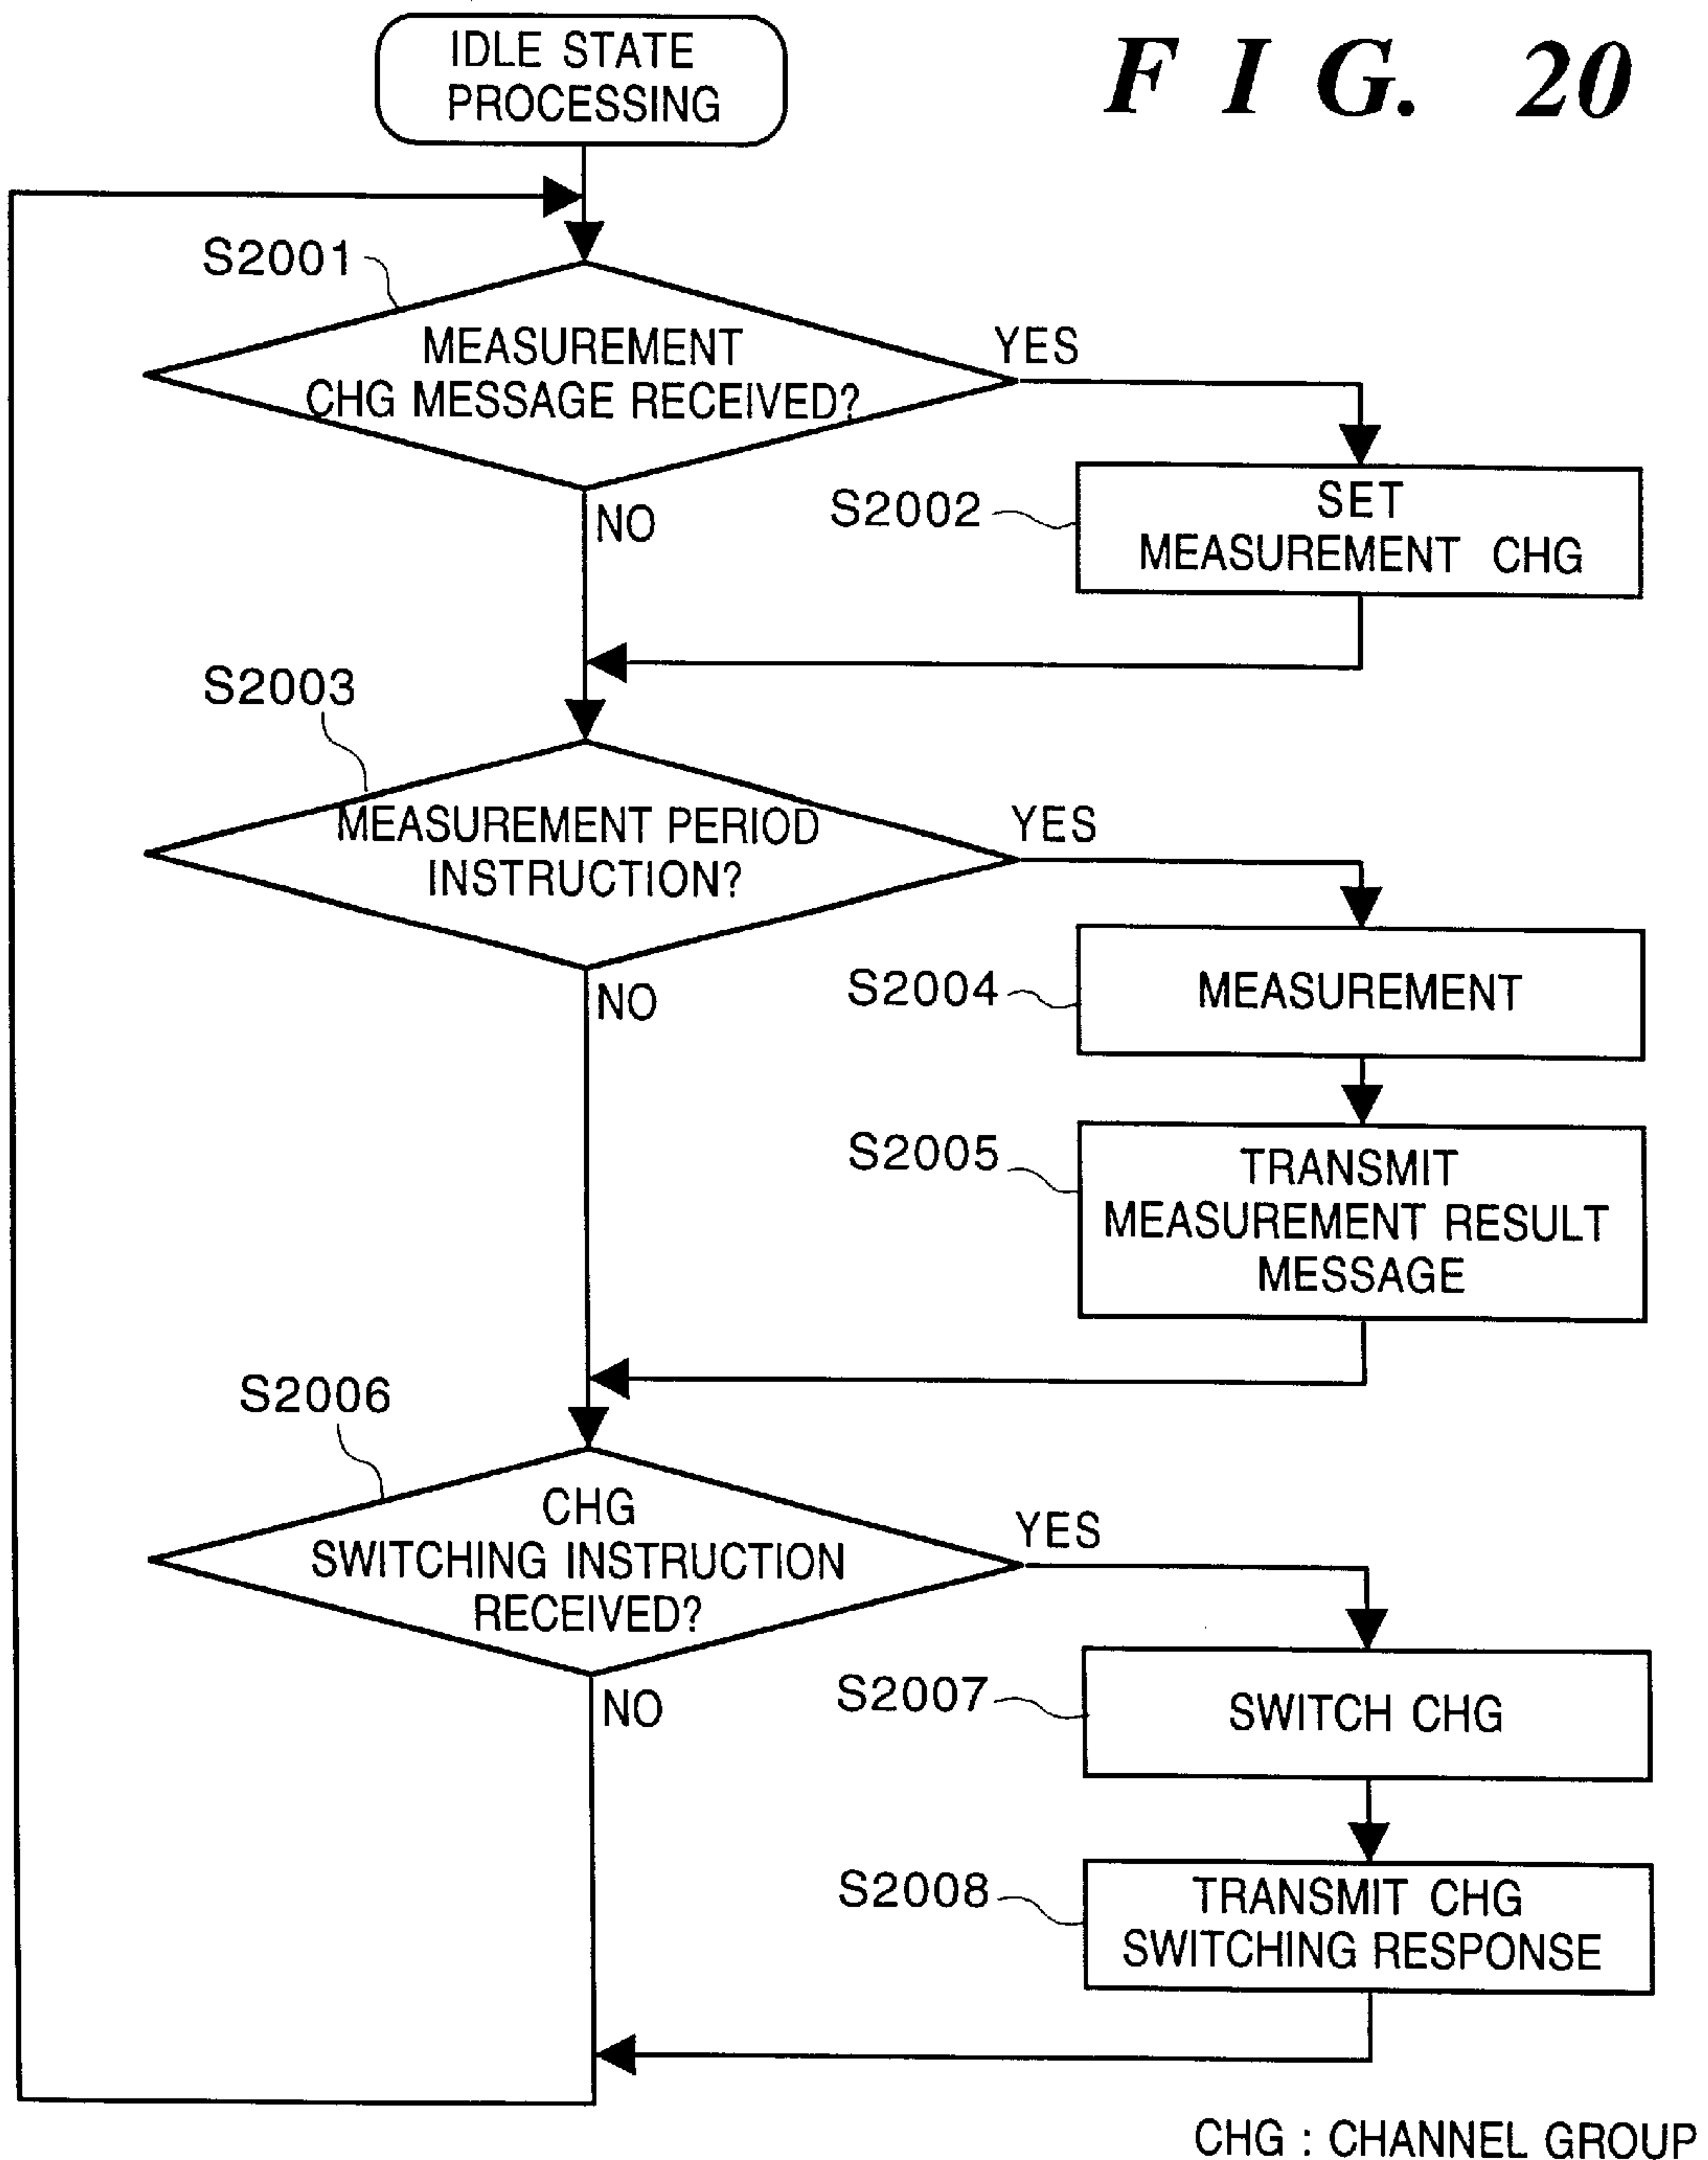 IDLE STATE
PROCESSING
F I G. 20
S2001
MEASUREMENT
CHG MESSAGE RECEIVED?
YES
NO
S2002
SET
MEASUREMENT CHG
S2003
MEASUREMENT PERIOD
INSTRUCTION?
YES
NO
S2004
MEASUREMENT
S2005
TRANSMIT
MEASUREMENT RESULT
MESSAGE
S2006
CHG
SWITCHING INSTRUCTION
RECEIVED?
YES
NO
S2007
SWITCH CHG
S2008
TRANSMIT CHG
SWITCHING RESPONSE
CHG : CHANNEL GROUP